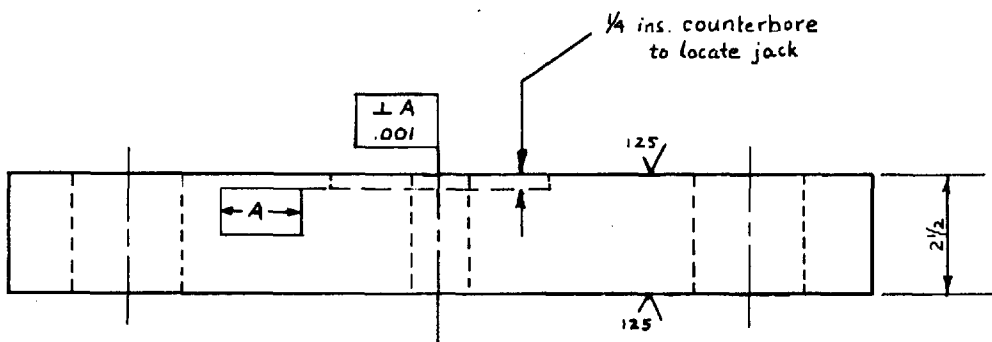 ¼ ins. counterbore
to locate jack
⊥ A
.001
125
A
2½
125